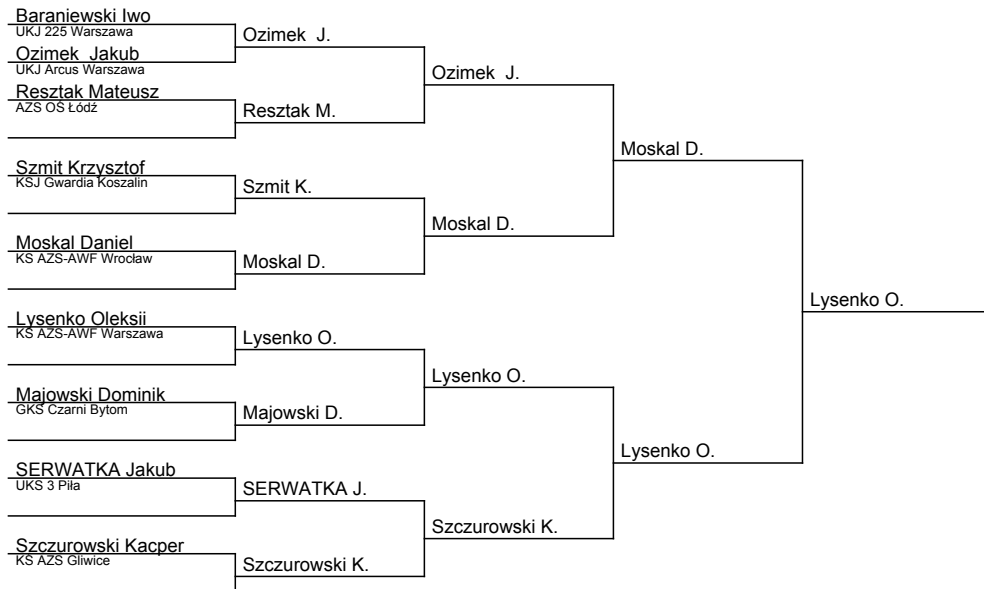 Baraniewski Iwo
UKJ 225 Warszawa
Ozimek  Jakub
UKJ Arcus Warszawa
Resztak Mateusz
AZS OŚ Łódź
Szmit Krzysztof
KSJ Gwardia Koszalin
Moskal Daniel
KS AZS-AWF Wrocław
Lysenko Oleksii
KS AZS-AWF Warszawa
Majowski Dominik
GKS Czarni Bytom
SERWATKA Jakub
UKS 3 Piła
Szczurowski Kacper
KS AZS Gliwice
Ozimek  J.
Resztak M.
Szmit K.
Moskal D.
Lysenko O.
Majowski D.
SERWATKA J.
Szczurowski K.
Ozimek  J.
Moskal D.
Lysenko O.
Szczurowski K.
Moskal D.
Lysenko O.
Lysenko O.